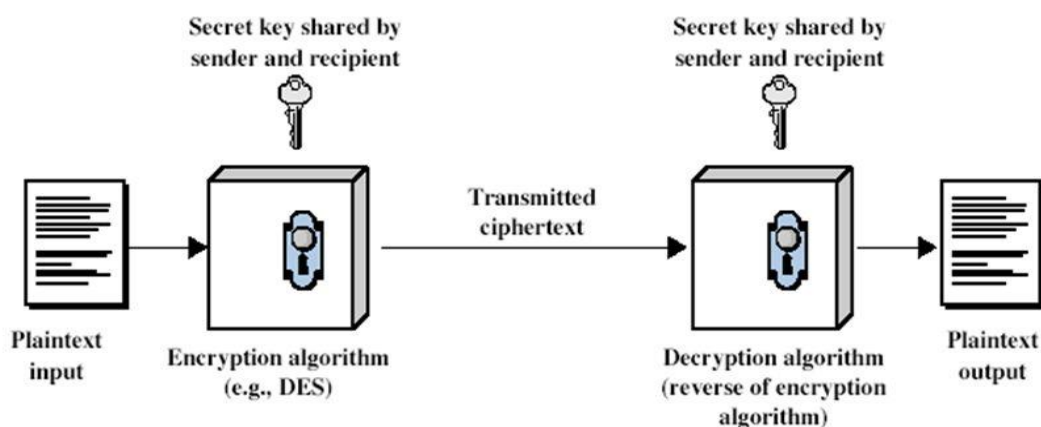 Secret key shared by
sender and recipient
Secret key shared by
sender and recipient
Transmitted
ciphertext
Plaintext
input
Encryption algorithm
(e.g., DES)
Decryption algorithm
(reverse of encryption
algorithm)
Plaintext
output